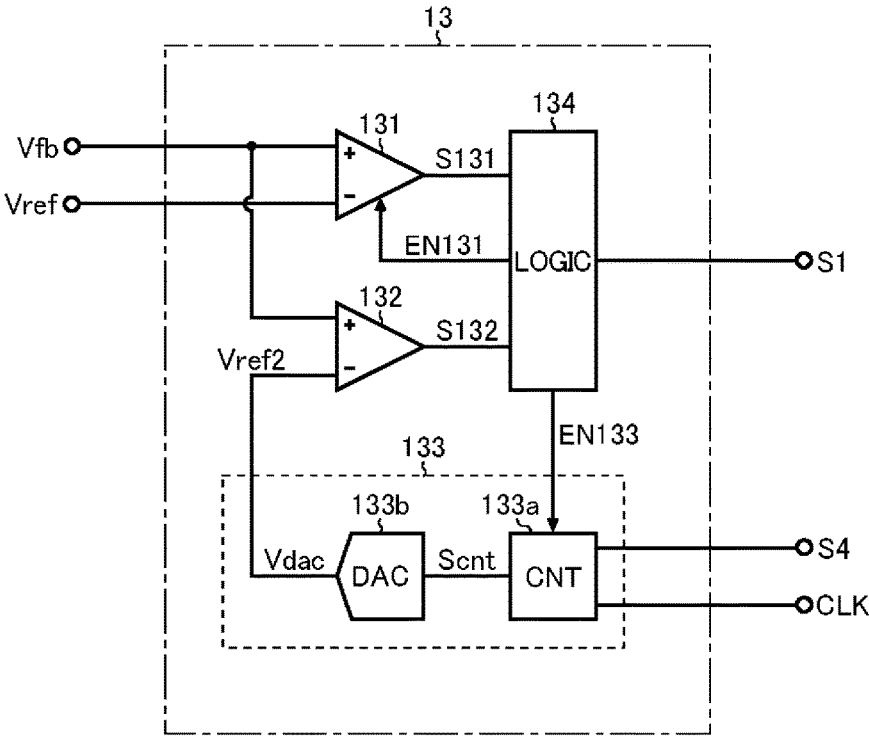 13
134
131
Vfb
+
S131
Vref
-
EN131
LOGIC
S1
132
+
S132
Vref2
-
EN133
133
133b
133a
S4
Vdac
DAC
Scnt
CNT
CLK